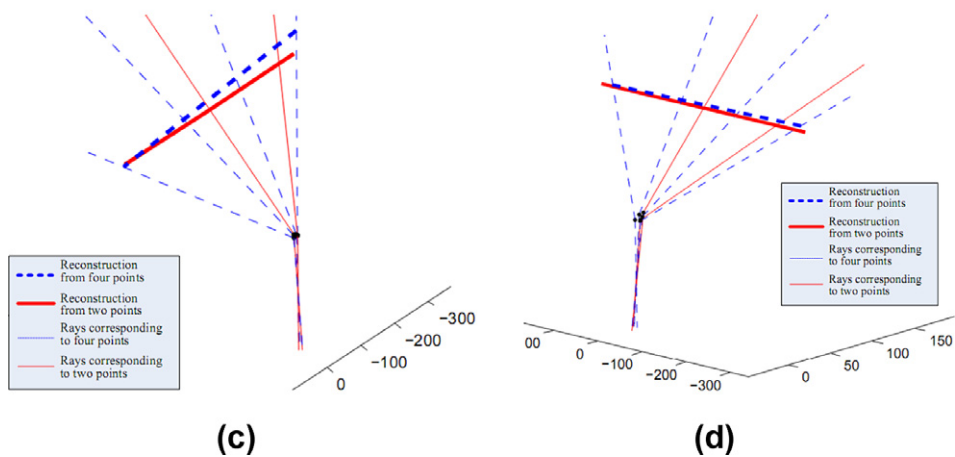 Reconstruction
from four points
Reconstruction
from two points
Rays corresponding
to four points
Rays corresponding
to two points
0
−100
−200
−300
(c)
Reconstruction
from four points
Reconstruction
from two points
Rays corresponding
to four points
Rays corresponding
to two points
00
0
−100
−200
−300
0
50
100
150
(d)